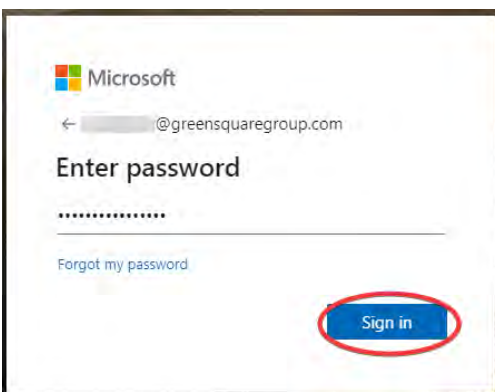 Microsoft
← @greensquaregroup.com
Enter password
••••••••••••••••
Forgot my password
Sign in